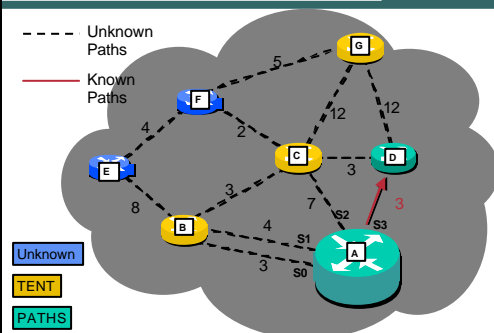 Unknown
Paths
Known
Paths
G
5
F
4
2
12
12
E
C
3
D
3
8
7
S2
3
S3
B
4
S1
A
3
S0
Unknown
TENT
PATHS